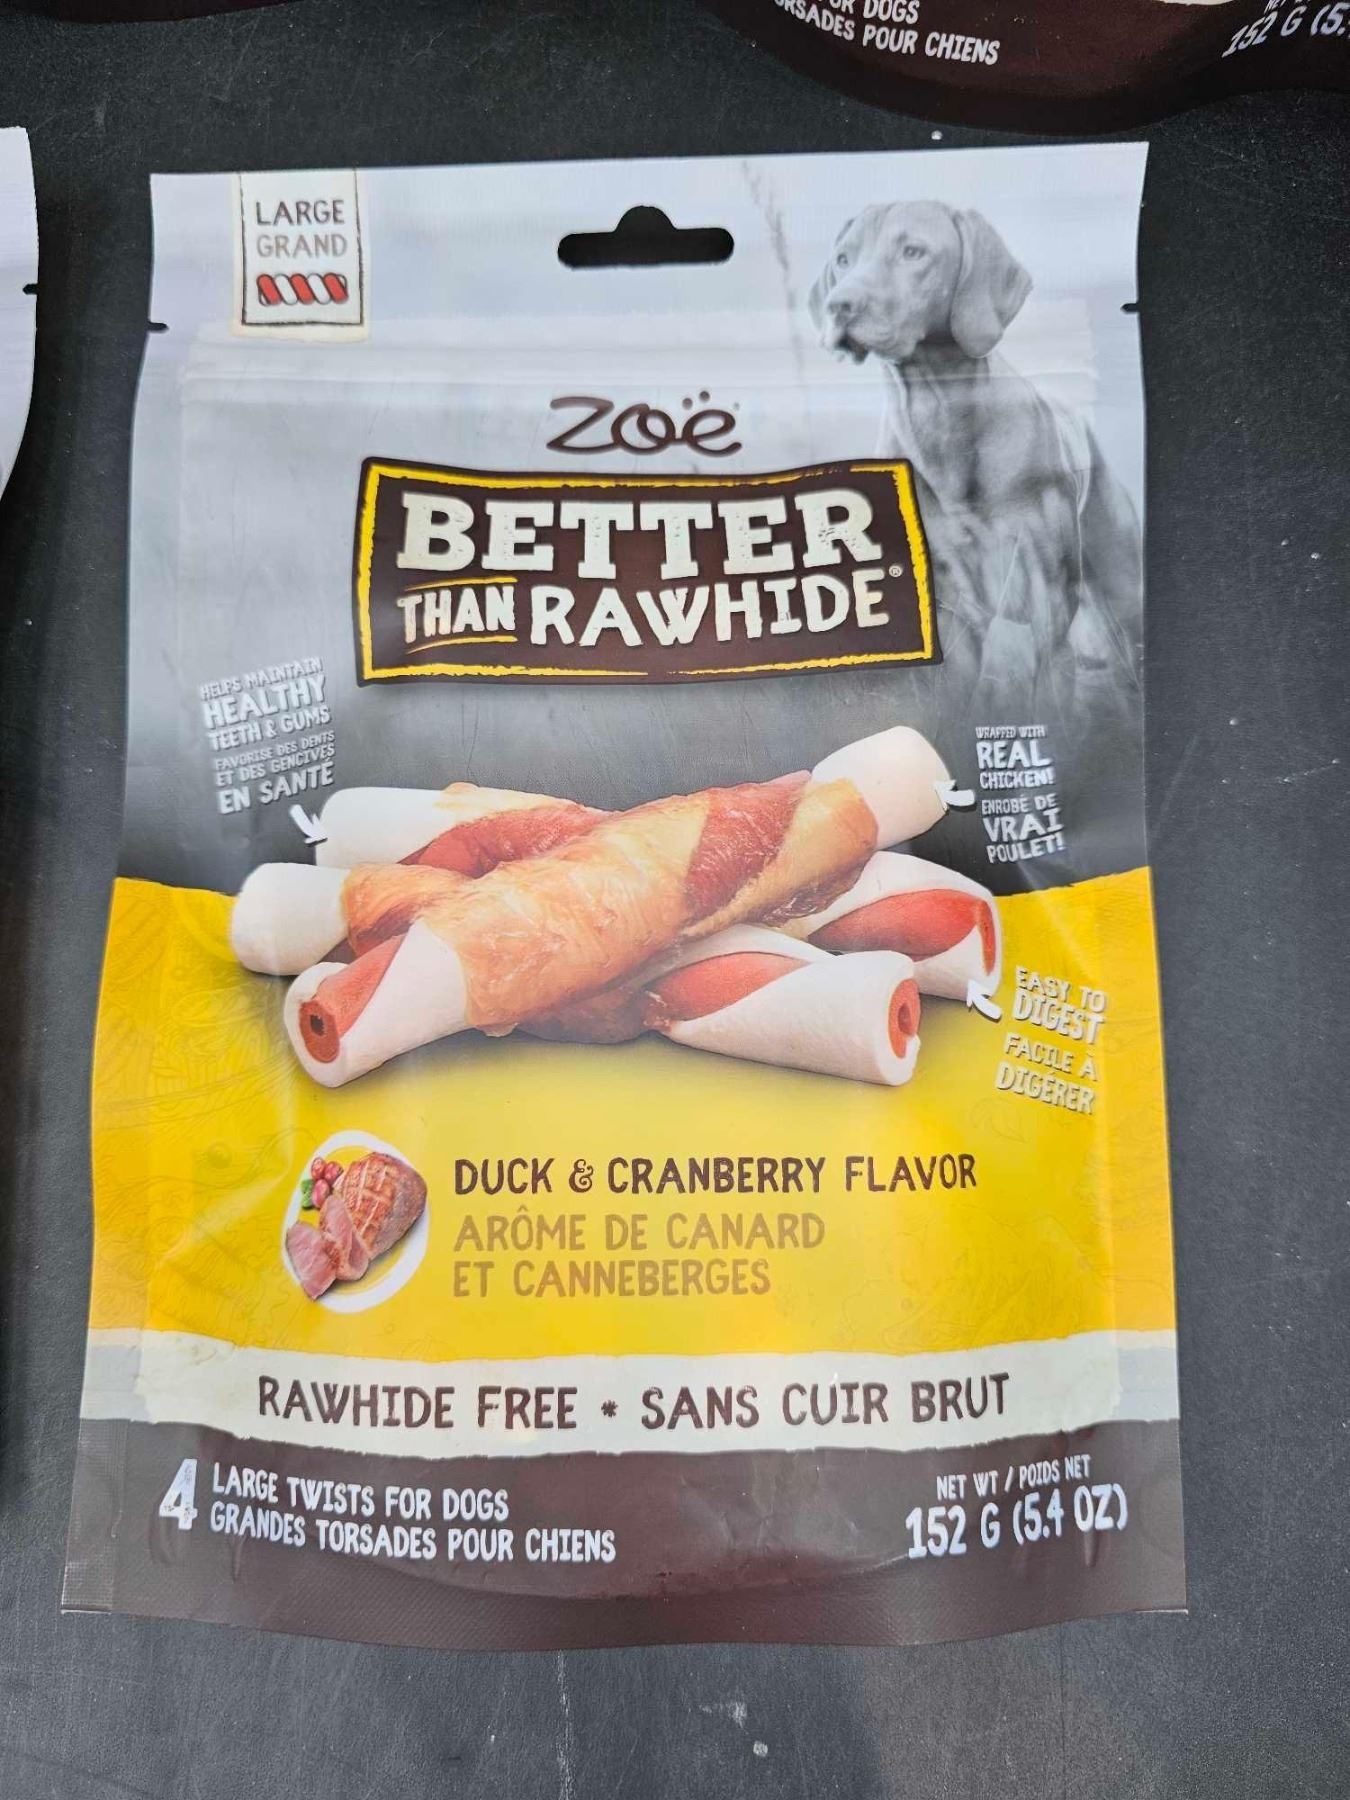 OR DOGS
RSADES POUR CHIENS
152 G (5.
LARGE
GRAND
zoë
BETTER
THAN RAWHIDE®
HELPS MAINTAIN
HEALTHY
TEETH & GUMS
FAVORISE DES DENTS
ET DES GENCIVES
EN SANTÉ
WRAPPED WITH
REAL
CHICKEN!
ENROBÉ DE
VRAI
POULET!
EASY TO
DIGEST
FACILE À
DIGÉRER
DUCK & CRANBERRY FLAVOR
ARÔME DE CANARD
ET CANNEBERGES
RAWHIDE FREE * SANS CUIR BRUT
4 LARGE TWISTS FOR DOGS
GRANDES TORSADES POUR CHIENS
NET WT / POIDS NET
152 G (5.4 OZ)